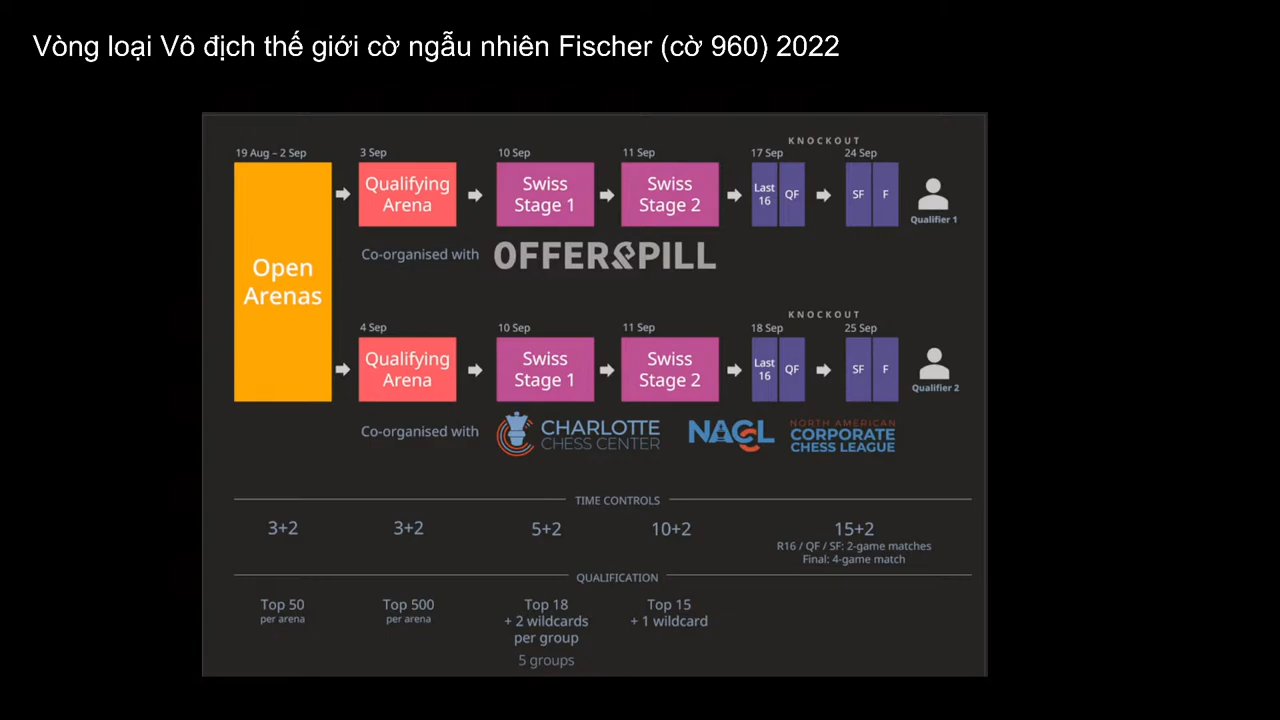 Vòng loại Vô địch thế giới cờ ngẫu nhiên Fischer (cờ 960) 2022
KNOCKOUT
19 Aug – 2 Sep
3 Sep
10 Sep
11 Sep
17 Sep
24 Sep
Open
Arenas
Qualifying
Arena
Swiss
Stage 1
Swiss
Stage 2
Last
16
QF
SF
F
Qualifier 1
Co-organised with
OFFERSPILL
KNOCKOUT
4 Sep
10 Sep
11 Sep
18 Sep
25 Sep
Qualifying
Arena
Swiss
Stage 1
Swiss
Stage 2
Last
16
QF
SF
F
Qualifier 2
Co-organised with
CHARLOTTE
CHESS CENTER
NACL
NORTH AMERICAN
CORPORATE
CHESS LEAGUE
TIME CONTROLS
3+2
3+2
5+2
10+2
15+2
R16 / QF / SF: 2-game matches
Final: 4-game match
QUALIFICATION
Top 50
per arena
Top 500
per arena
Top 18
+ 2 wildcards
per group
5 groups
Top 15
+ 1 wildcard